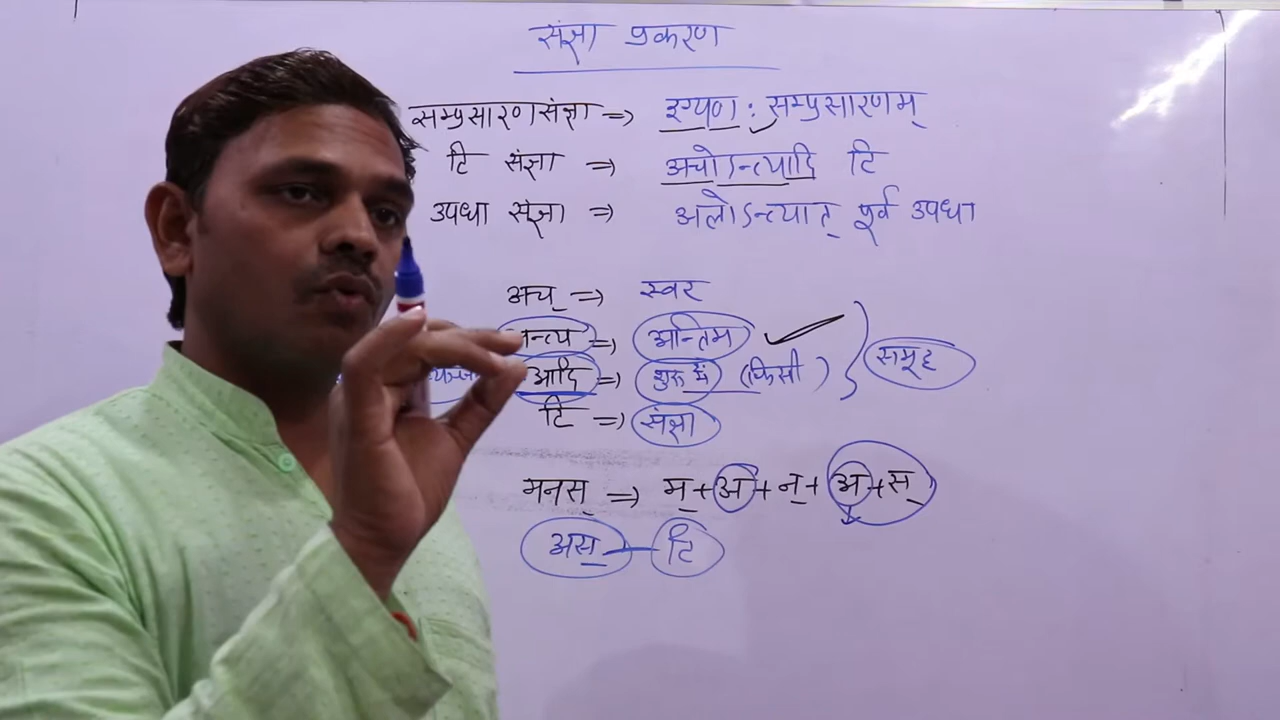 संज्ञा प्रकरण
सम्प्रसारण संज्ञा => इग्यणः सम्प्रसारणम्
टि संज्ञा => अचोऽन्त्यादि टि
उपधा संज्ञा => अलोऽन्त्यात् पूर्व उपधा
अच् => स्वर
अन्त्य => अन्तिम
आदि => शुरू में (किसी) समूह
टि => संज्ञा
मनस् => म् + अ + न् + अ + स्
अस् — टि